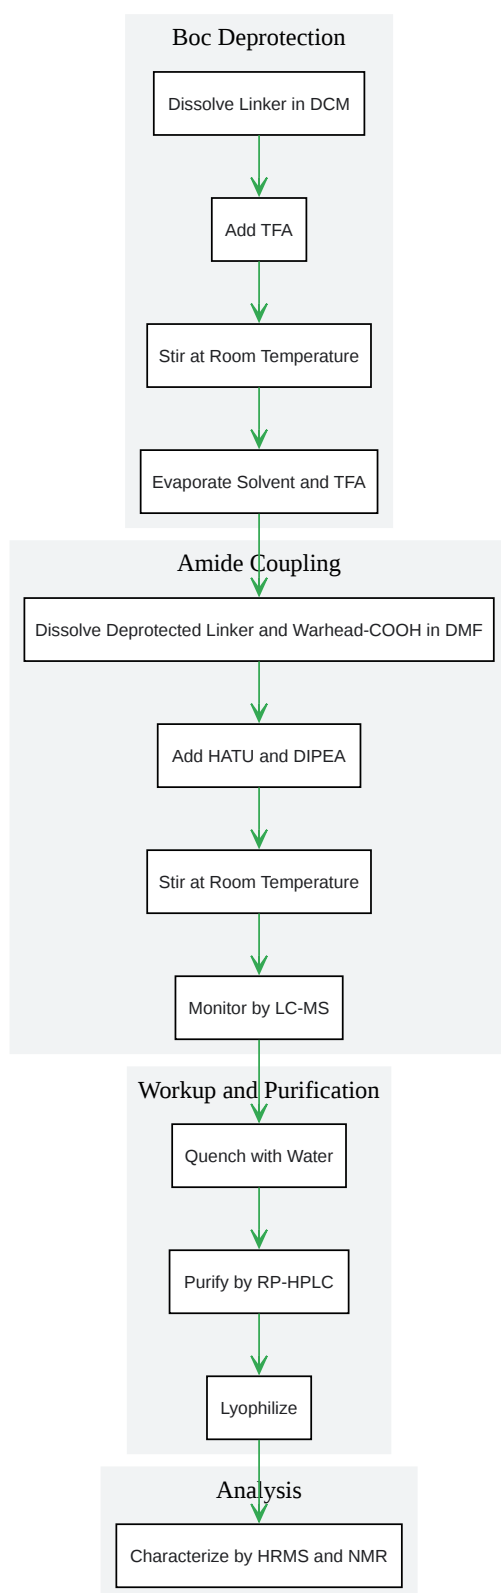 Boc Deprotection
Dissolve Linker in DCM
Add TFA
Stir at Room Temperature
Evaporate Solvent and TFA
Amide Coupling
Dissolve Deprotected Linker and Warhead-COOH in DMF
Add HATU and DIPEA
Stir at Room Temperature
Monitor by LC-MS
Workup and Purification
Quench with Water
Purify by RP-HPLC
Lyophilize
Analysis
Characterize by HRMS and NMR